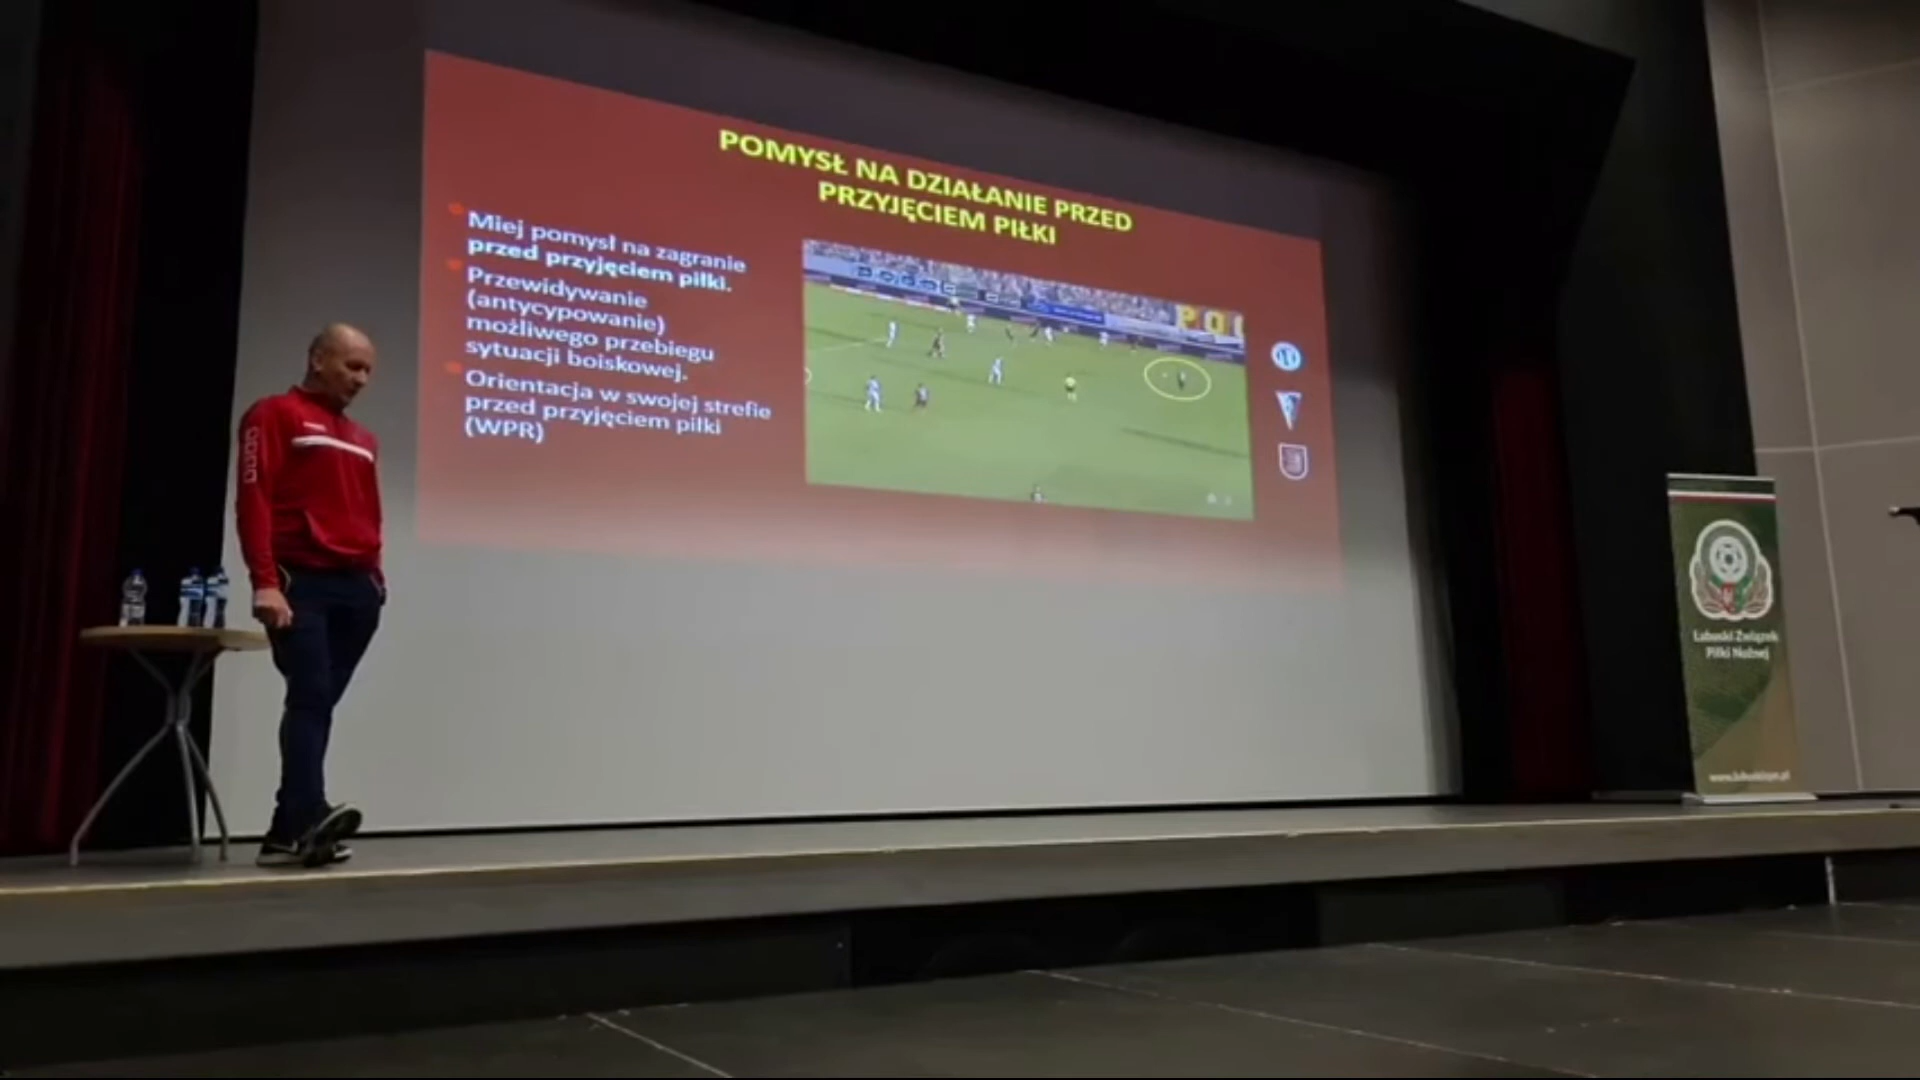 POMYSŁ NA DZIAŁANIE PRZED
PRZYJĘCIEM PIŁKI
Miej pomysł na zagranie
przed przyjęciem piłki.
Przewidywanie
(antycypowanie)
możliwego przebiegu
sytuacji boiskowej.
Orientacja w swojej strefie
przed przyjęciem piłki
(WPR)
Lubuski Związek
Piłki Nożnej